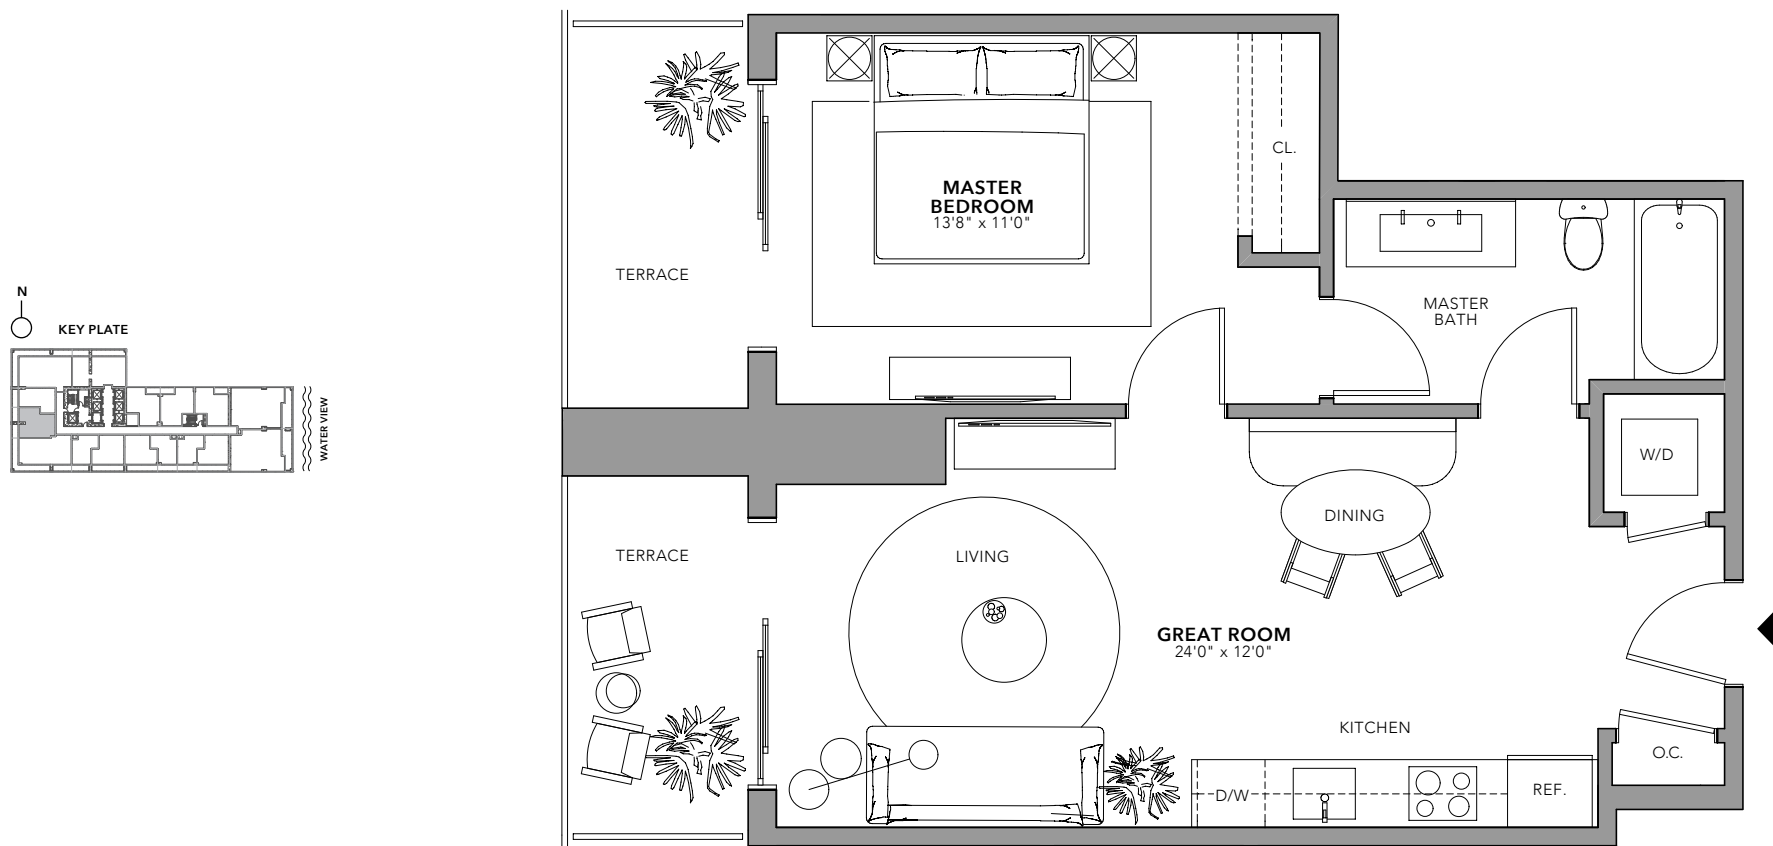 N
KEY PLATE
WATER VIEW
TERRACE
MASTER
BEDROOM
13'8" x 11'0"
CL.
MASTER
BATH
W/D
TERRACE
LIVING
DINING
GREAT ROOM
24'0" x 12'0"
KITCHEN
D/W
REF.
O.C.